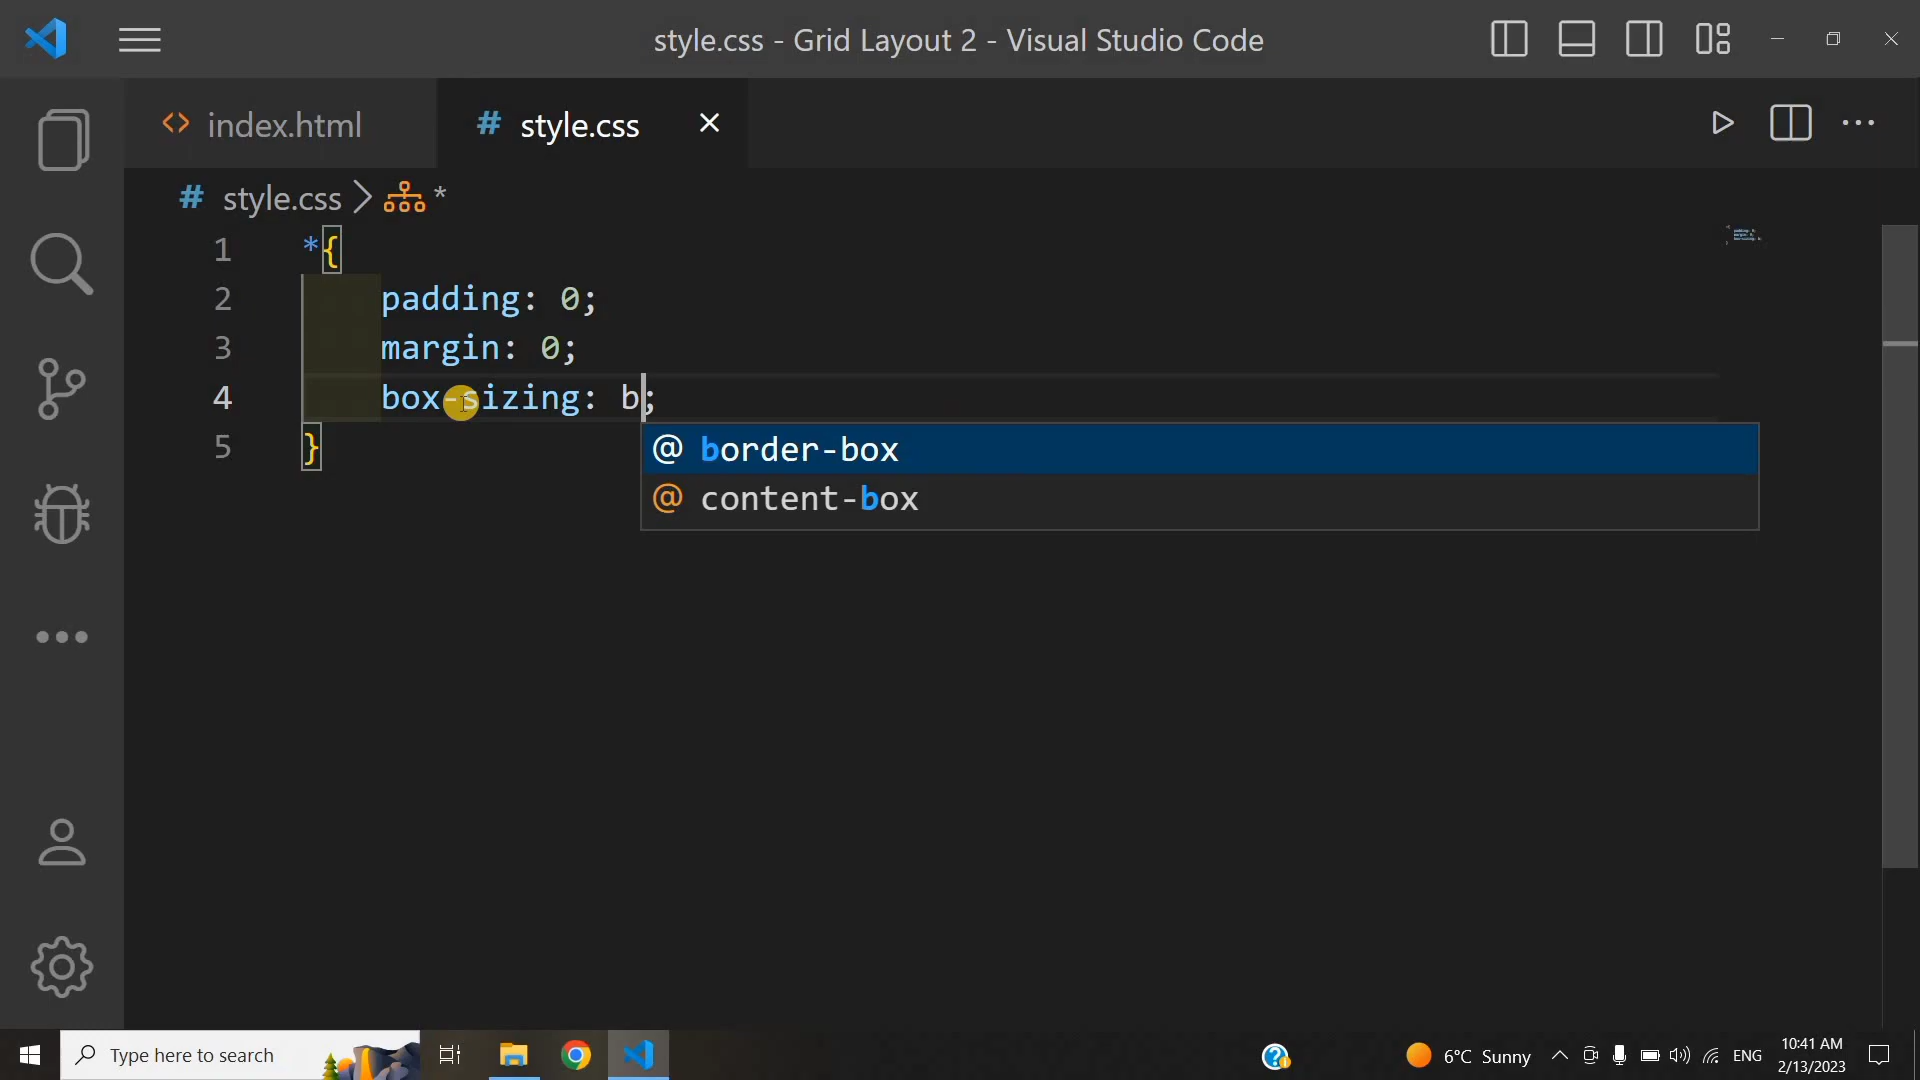 style.css - Grid Layout 2 - Visual Studio Code
index.html
# style.css
# style.css > *
1 *{
2 padding: 0;
3 margin: 0;
4 box-sizing: b;
5 }
@ border-box
@ content-box
Type here to search
6°C Sunny
ENG
10:41 AM
2/13/2023